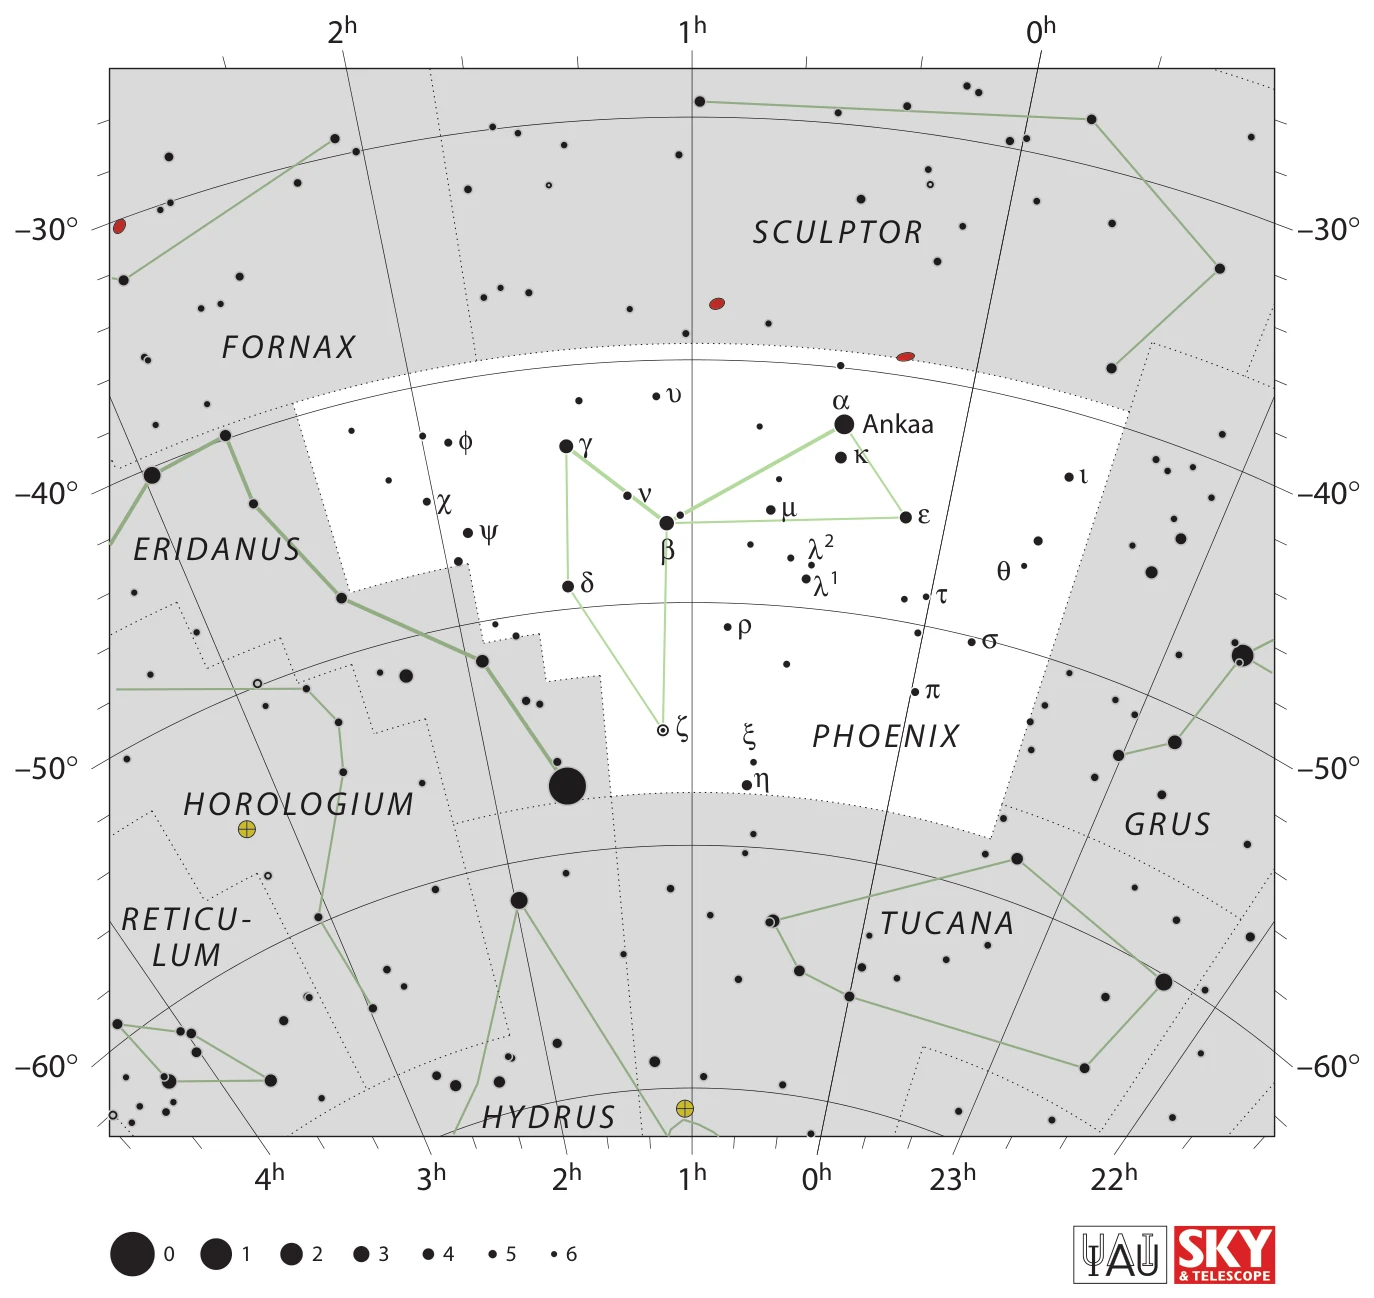 2ʰ 1ʰ 0ʰ
SCULPTOR
–30° –30°
FORNAX
υ
α
Ankaa
ϕ γ κ
ι
–40° –40°
χ ν μ ε
ψ
ERIDANUS β λ² θ
δ λ¹
τ
ρ σ
π
ζ ξ PHOENIX
–50° –50°
η
HOROLOGIUM GRUS
RETICU-
LUM
TUCANA
–60° –60°
HYDRUS
4ʰ 3ʰ 2ʰ 1ʰ 0ʰ 23ʰ 22ʰ
0 1 2 3 4 5 6
IAU
SKY
& TELESCOPE